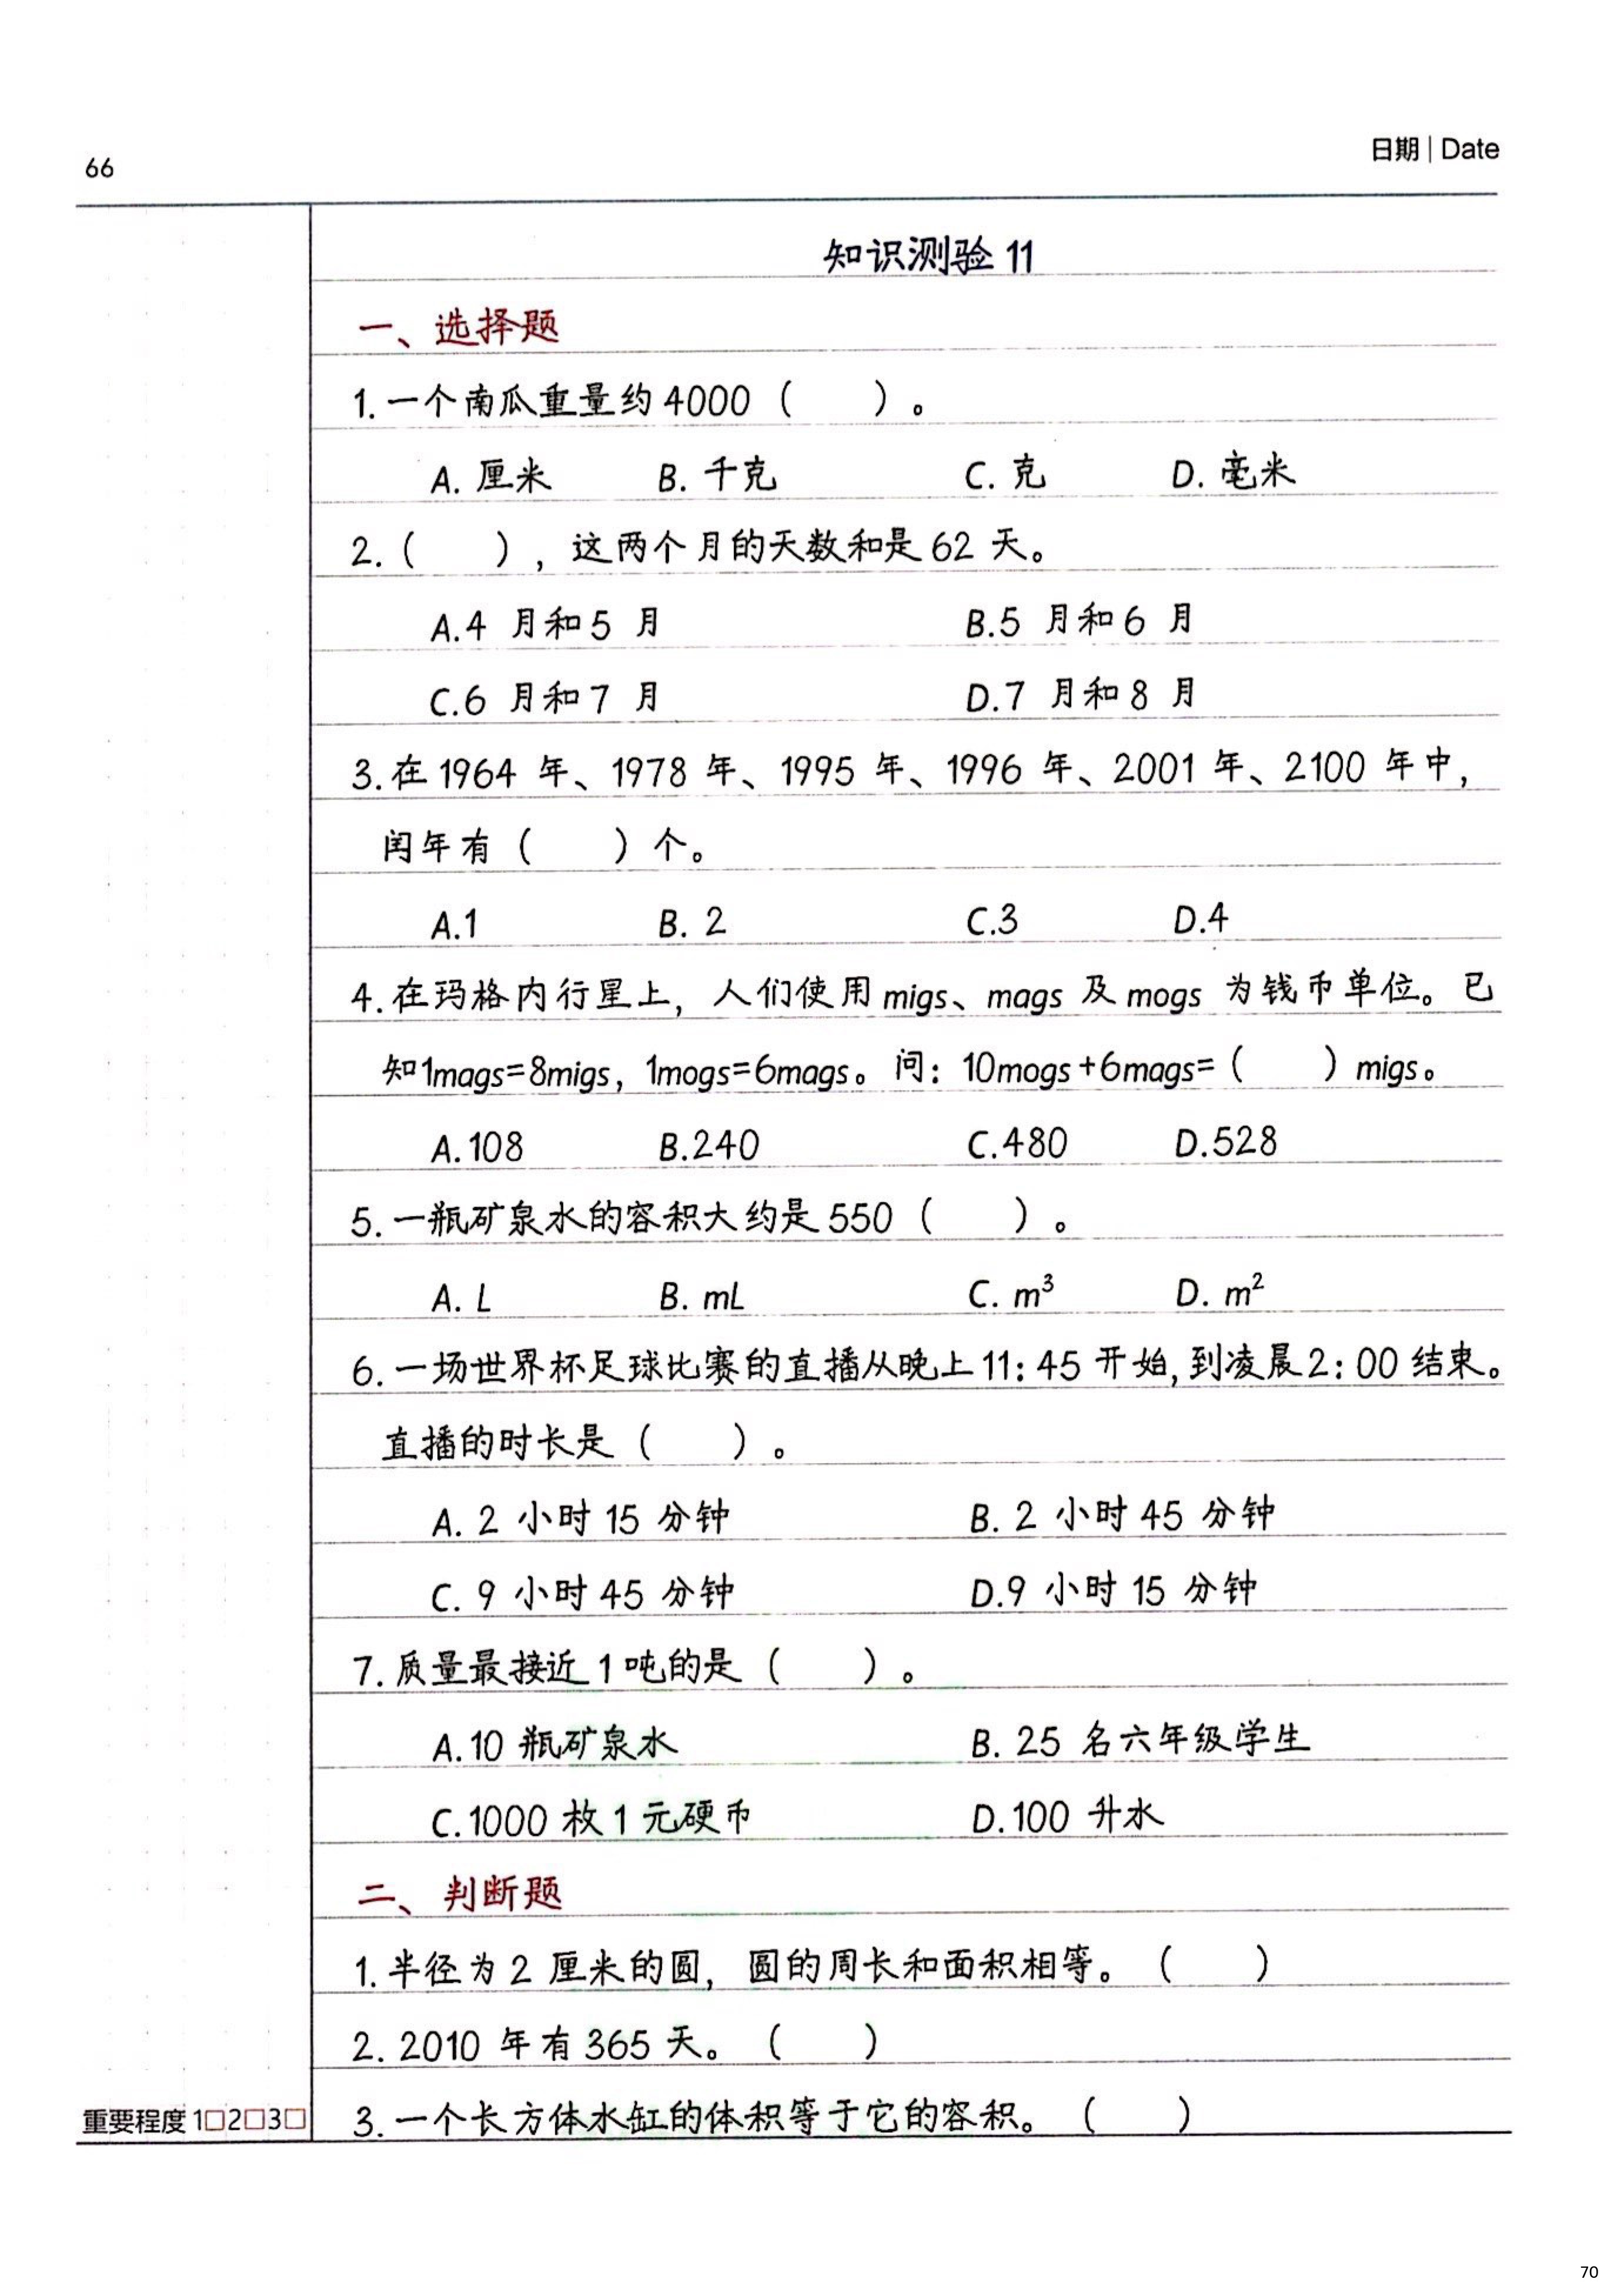 66
日期 | Date
知识测验 11
一、选择题
1. 一个南瓜重量约 4000 (    ) 。
A. 厘米 B. 千克 C. 克 D. 毫米
2. (    ) ，这两个月的天数和是 62 天。
A.4 月和 5 月 B.5 月和 6 月
C.6 月和 7 月 D.7 月和 8 月
3. 在 1964 年、1978 年、1995 年、1996 年、2001 年、2100 年中，
闰年有 (    ) 个。
A.1 B. 2 C.3 D.4
4. 在玛格内行星上，人们使用 migs、mags 及 mogs 为钱币单位。已
知 1mags=8migs，1mogs=6mags。问：10mogs+6mags= (    ) migs。
A.108 B.240 C.480 D.528
5. 一瓶矿泉水的容积大约是 550 (    ) 。
A. L B. mL C. m³ D. m²
6. 一场世界杯足球比赛的直播从晚上 11：45 开始，到凌晨 2：00 结束。
直播的时长是 (    ) 。
A. 2 小时 15 分钟 B. 2 小时 45 分钟
C. 9 小时 45 分钟 D.9 小时 15 分钟
7. 质量最接近 1 吨的是 (    ) 。
A.10 瓶矿泉水 B. 25 名六年级学生
C.1000 枚 1 元硬币 D.100 升水
二、判断题
1. 半径为 2 厘米的圆，圆的周长和面积相等。 (    )
2. 2010 年有 365 天。 (    )
3. 一个长方体水缸的体积等于它的容积。 (    )
重要程度 1□2□3□
70